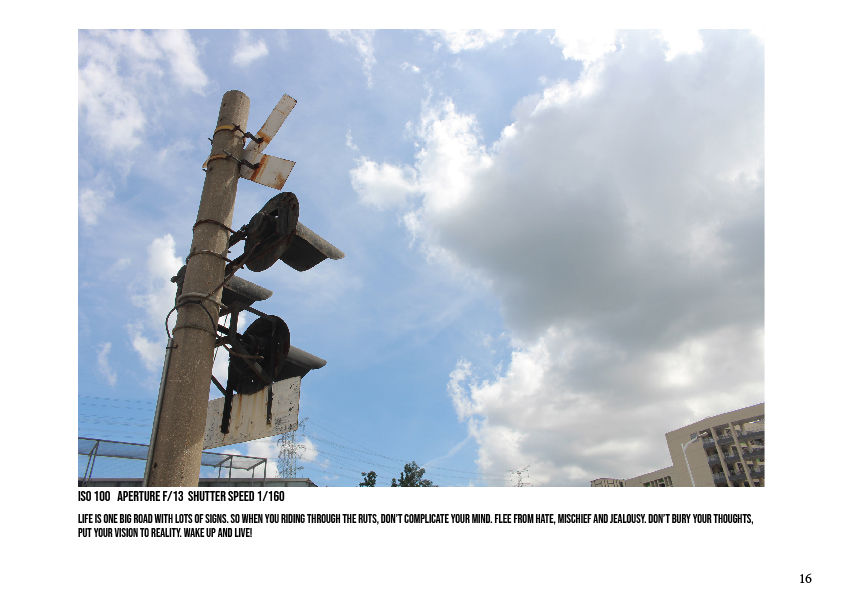 ISO 100 APERTURE F/13 SHUTTER SPEED 1/160
LIFE IS ONE BIG ROAD WITH LOTS OF SIGNS. SO WHEN YOU RIDING THROUGH THE RUTS, DON'T COMPLICATE YOUR MIND. FLEE FROM HATE, MISCHIEF AND JEALOUSY. DON'T BURY YOUR THOUGHTS,
PUT YOUR VISION TO REALITY. WAKE UP AND LIVE!
16